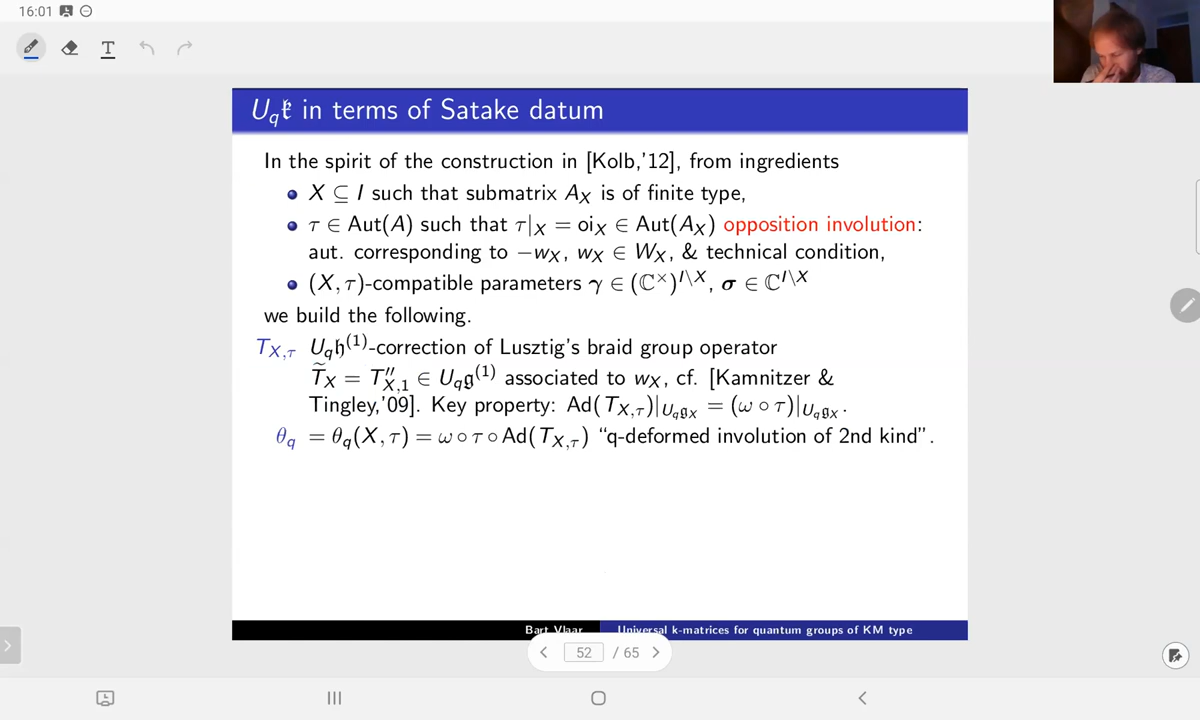 16:01
U_q𝔨 in terms of Satake datum
In the spirit of the construction in [Kolb,'12], from ingredients
X ⊆ I such that submatrix A_X is of finite type,
τ ∈ Aut(A) such that τ|_X = oi_X ∈ Aut(A_X) opposition involution:
aut. corresponding to −w_X, w_X ∈ W_X, & technical condition,
(X, τ)-compatible parameters γ ∈ (ℂ^×)^{I\X}, σ ∈ ℂ^{I\X}
we build the following.
T_{X,τ} U_q𝔥^{(1)}-correction of Lusztig's braid group operator
T̃_X = T''_{X,1} ∈ U_q𝔤^{(1)} associated to w_X, cf. [Kamnitzer &
Tingley,'09]. Key property: Ad(T_{X,τ})|_{U_q𝔤_X} = (ω ∘ τ)|_{U_q𝔤_X}.
θ_q = θ_q(X, τ) = ω ∘ τ ∘ Ad(T_{X,τ}) “q-deformed involution of 2nd kind”.
Bart Vlaar Universal k-matrices for quantum groups of KM type
52 / 65